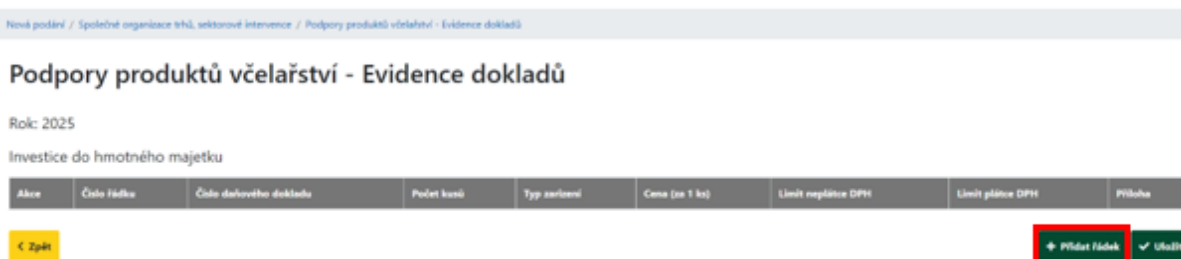 Nová podání / Společné organizace trhů, sektorové intervence / Podpory produktů včelařství - Evidence dokladů
Podpory produktů včelařství - Evidence dokladů
Rok: 2025
Investice do hmotného majetku
Akce Číslo řádku Číslo daňového dokladu Počet kusů Typ zařízení Cena (za 1 ks) Limit neplátce DPH Limit plátce DPH Příloha
< Zpět + Přidat řádek ✓ Uložit